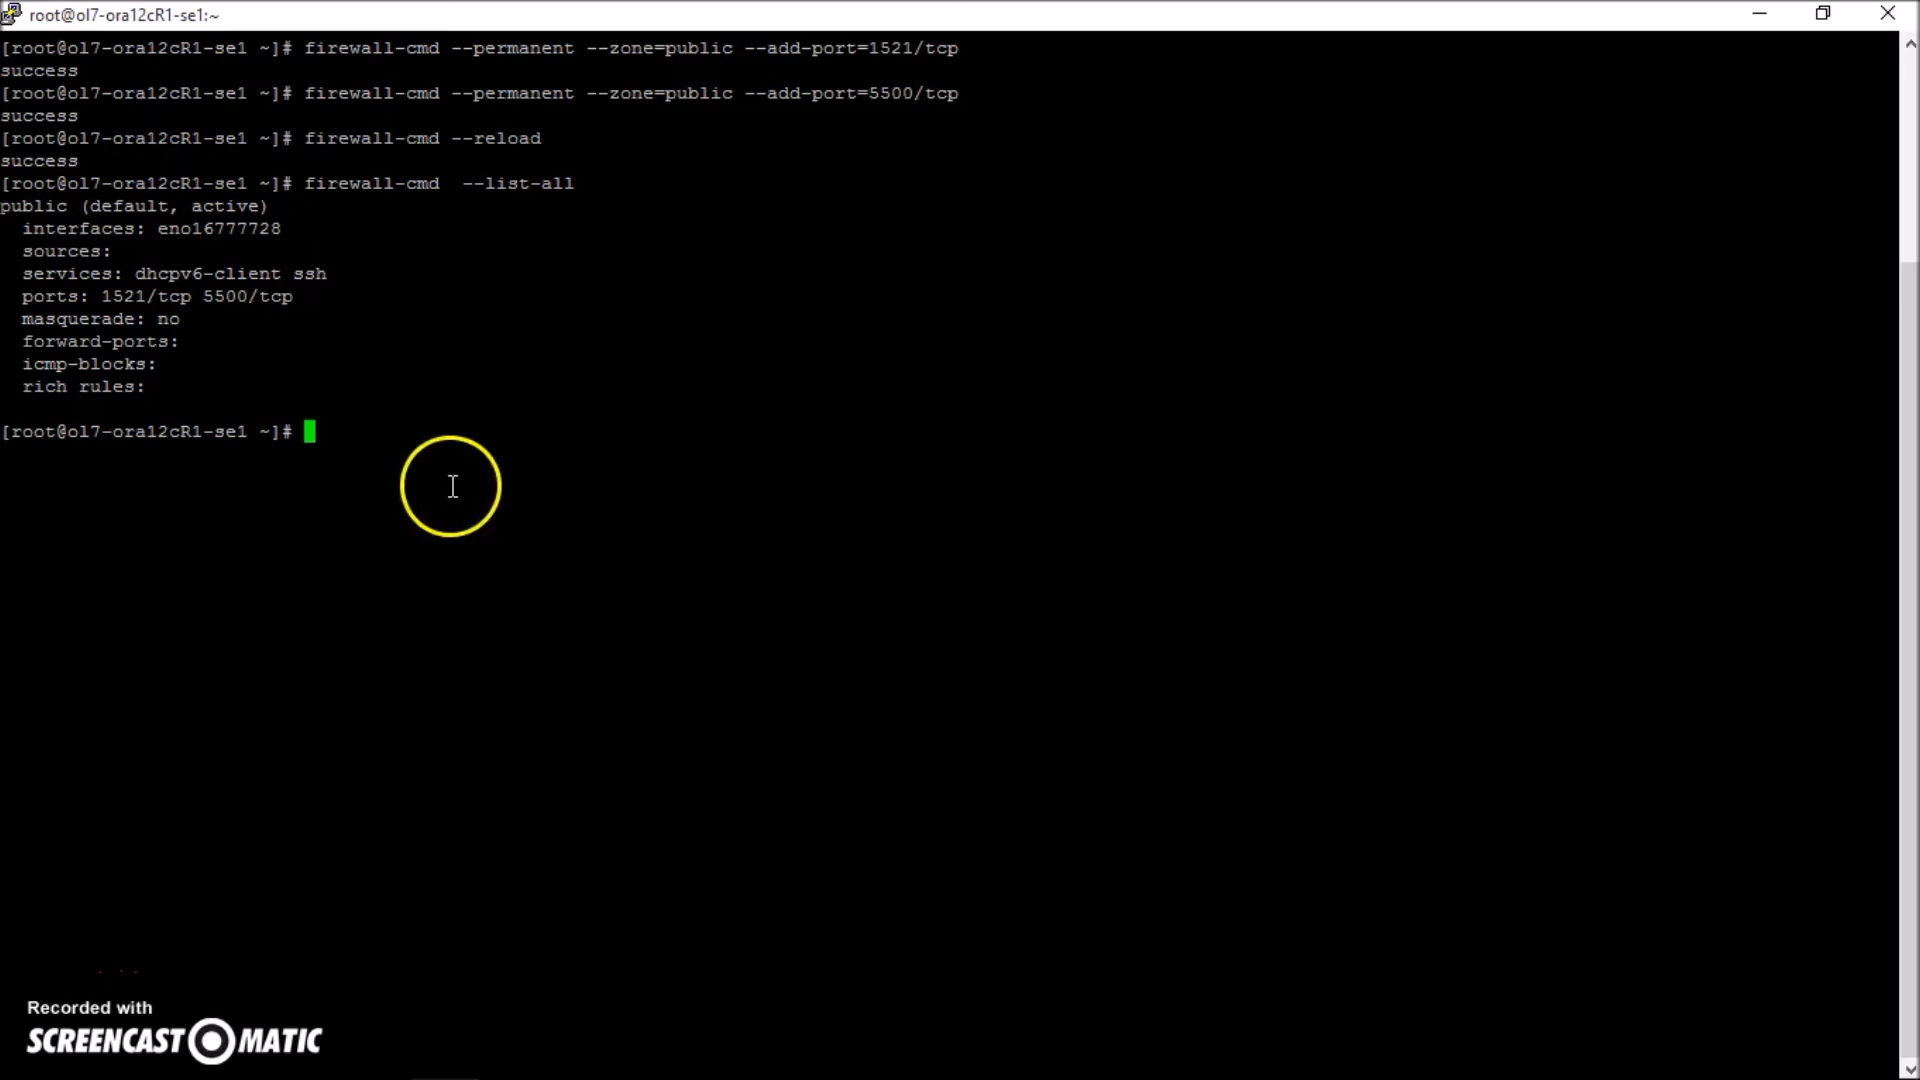 root@ol7-ora12cR1-se1:~
[root@ol7-ora12cR1-se1 ~]# firewall-cmd --permanent --zone=public --add-port=1521/tcp
success
[root@ol7-ora12cR1-se1 ~]# firewall-cmd --permanent --zone=public --add-port=5500/tcp
success
[root@ol7-ora12cR1-se1 ~]# firewall-cmd --reload
success
[root@ol7-ora12cR1-se1 ~]# firewall-cmd  --list-all
public (default, active)
  interfaces: eno16777728
  sources:
  services: dhcpv6-client ssh
  ports: 1521/tcp 5500/tcp
  masquerade: no
  forward-ports:
  icmp-blocks:
  rich rules:
[root@ol7-ora12cR1-se1 ~]#
Recorded with
SCREENCAST MATIC